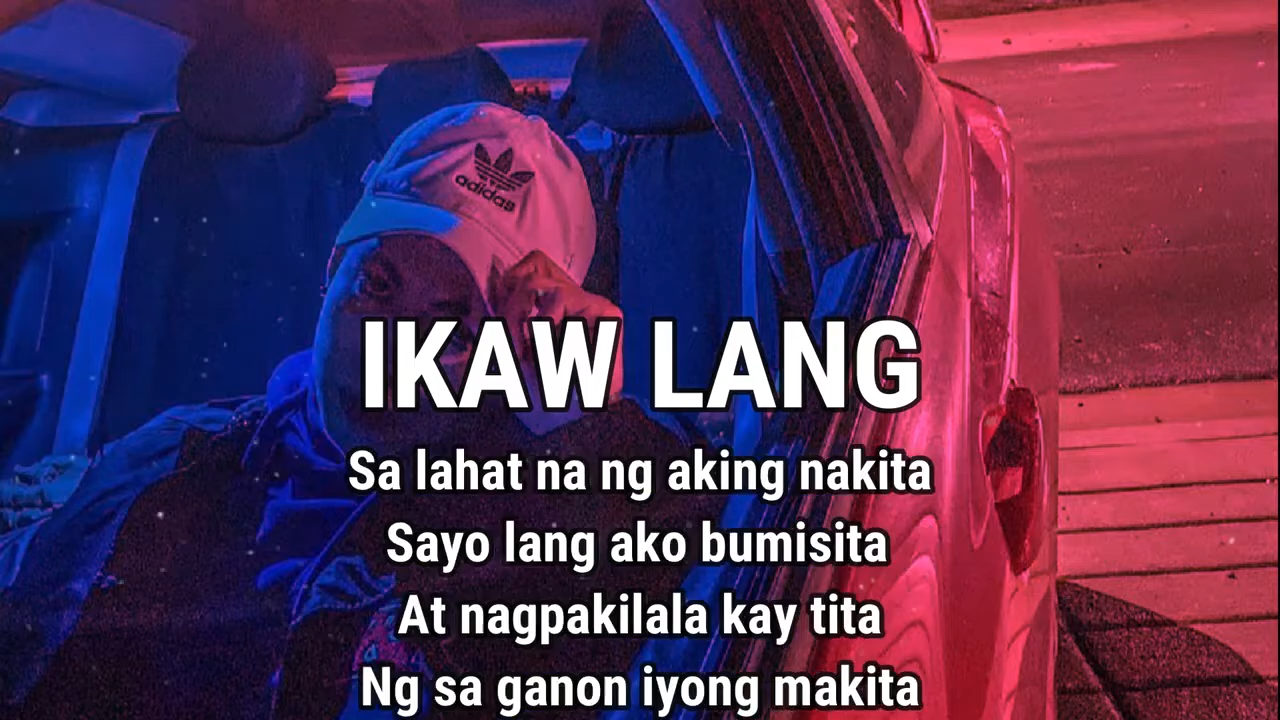 adidas
IKAW LANG
Sa lahat na ng aking nakita
Sayo lang ako bumisita
At nagpakilala kay tita
Ng sa ganon iyong makita